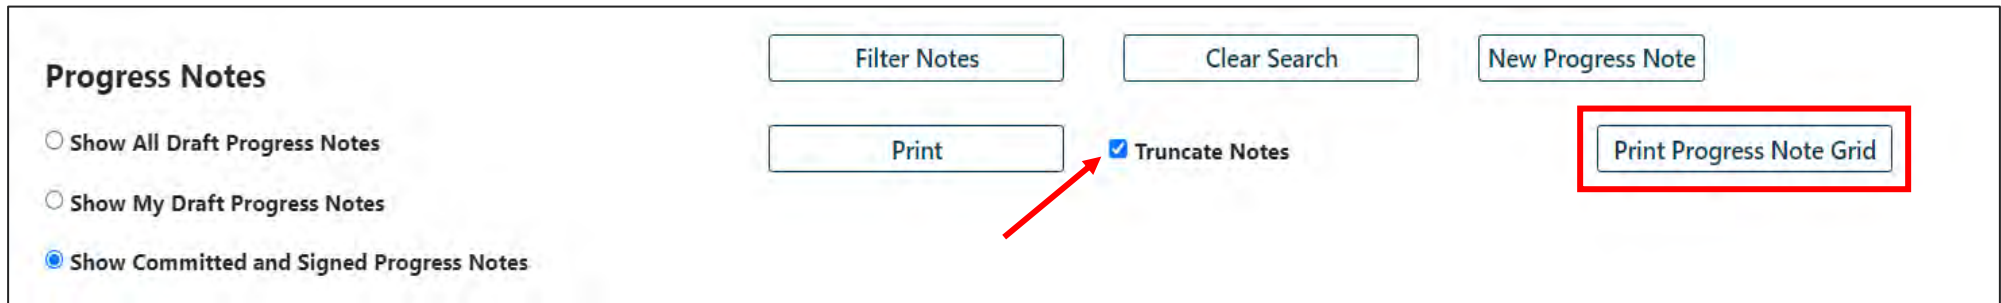 Filter Notes
Clear Search
New Progress Note
Progress Notes
Show All Draft Progress Notes
Print
Truncate Notes
Print Progress Note Grid
Show My Draft Progress Notes
Show Committed and Signed Progress Notes